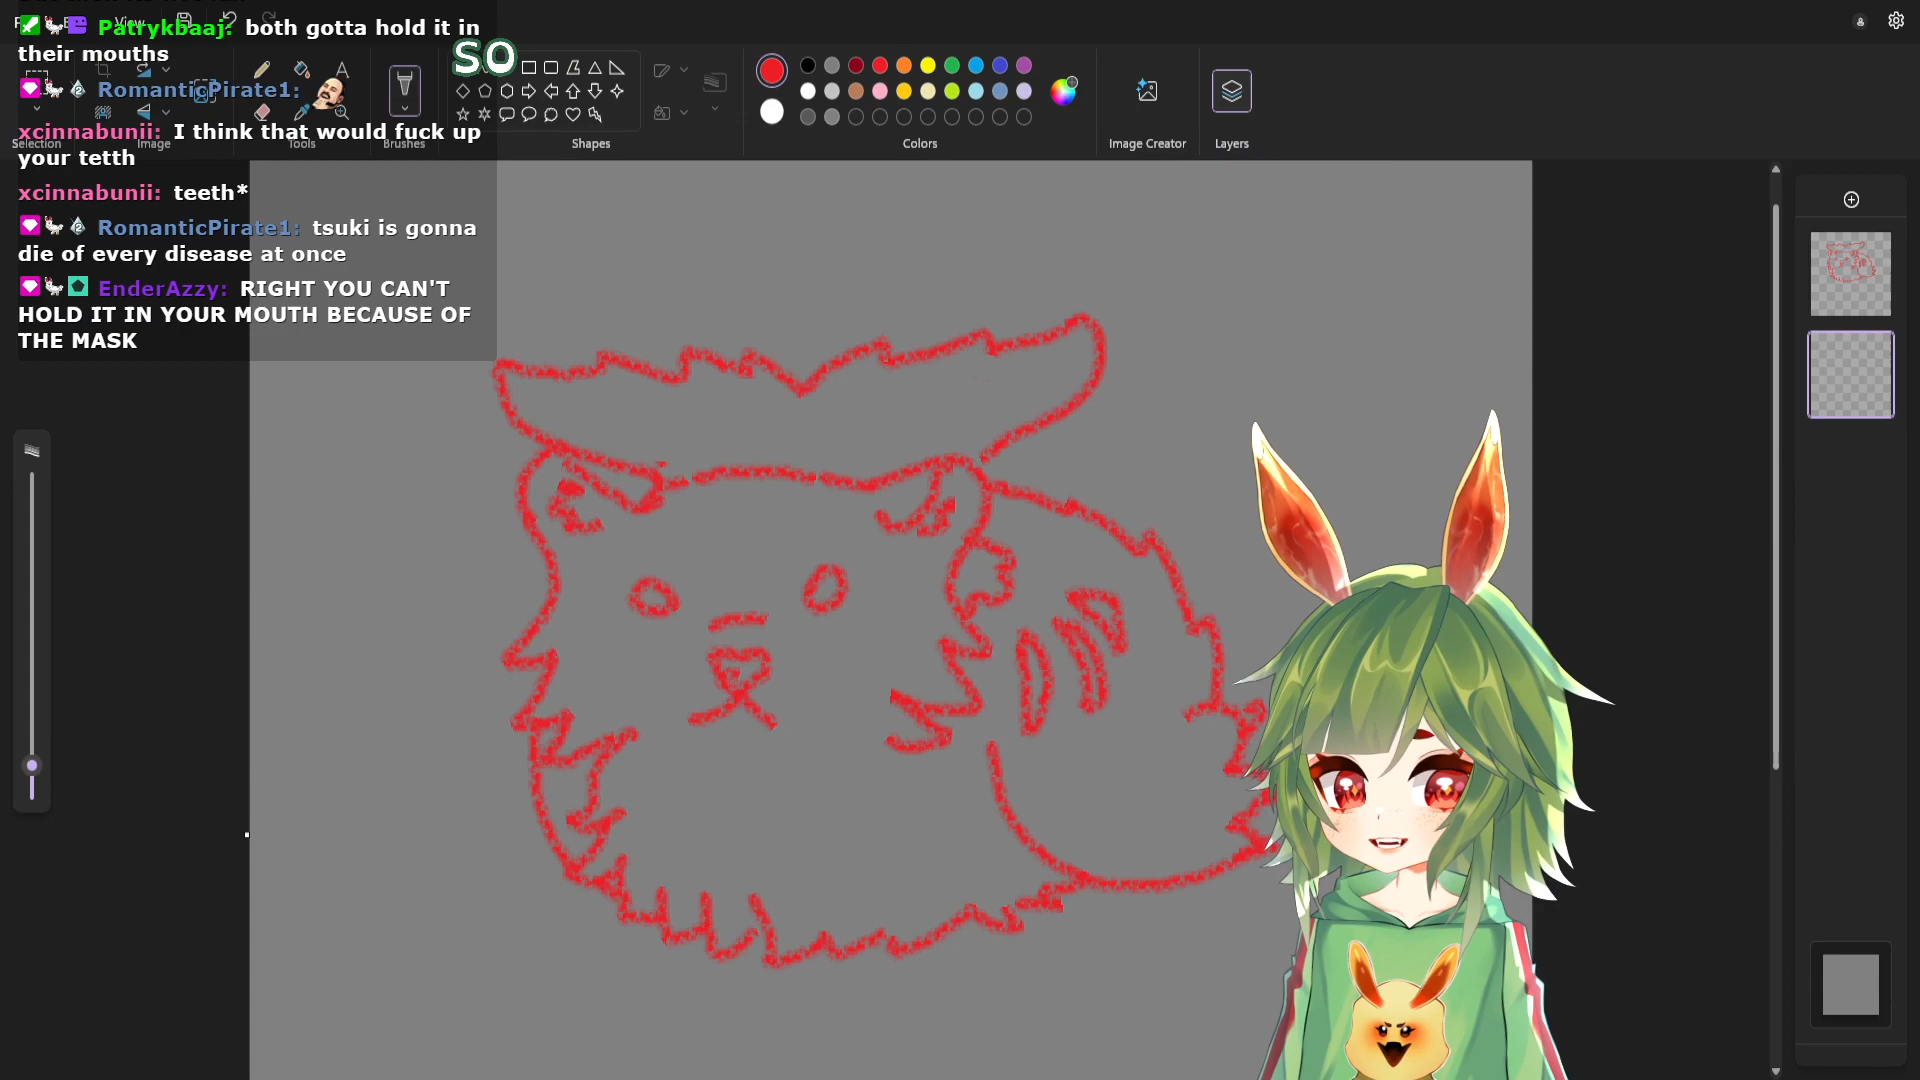 View
Patrykbaaj: both gotta hold it in
their mouths
RomanticPirate1:
xcinnabunii: I think that would fuck up
your tetth
xcinnabunii: teeth*
RomanticPirate1: tsuki is gonna
die of every disease at once
EnderAzzy: RIGHT YOU CAN'T
HOLD IT IN YOUR MOUTH BECAUSE OF
THE MASK
SO
Selection
Image
Tools
Brushes
Shapes
Colors
Image Creator
Layers